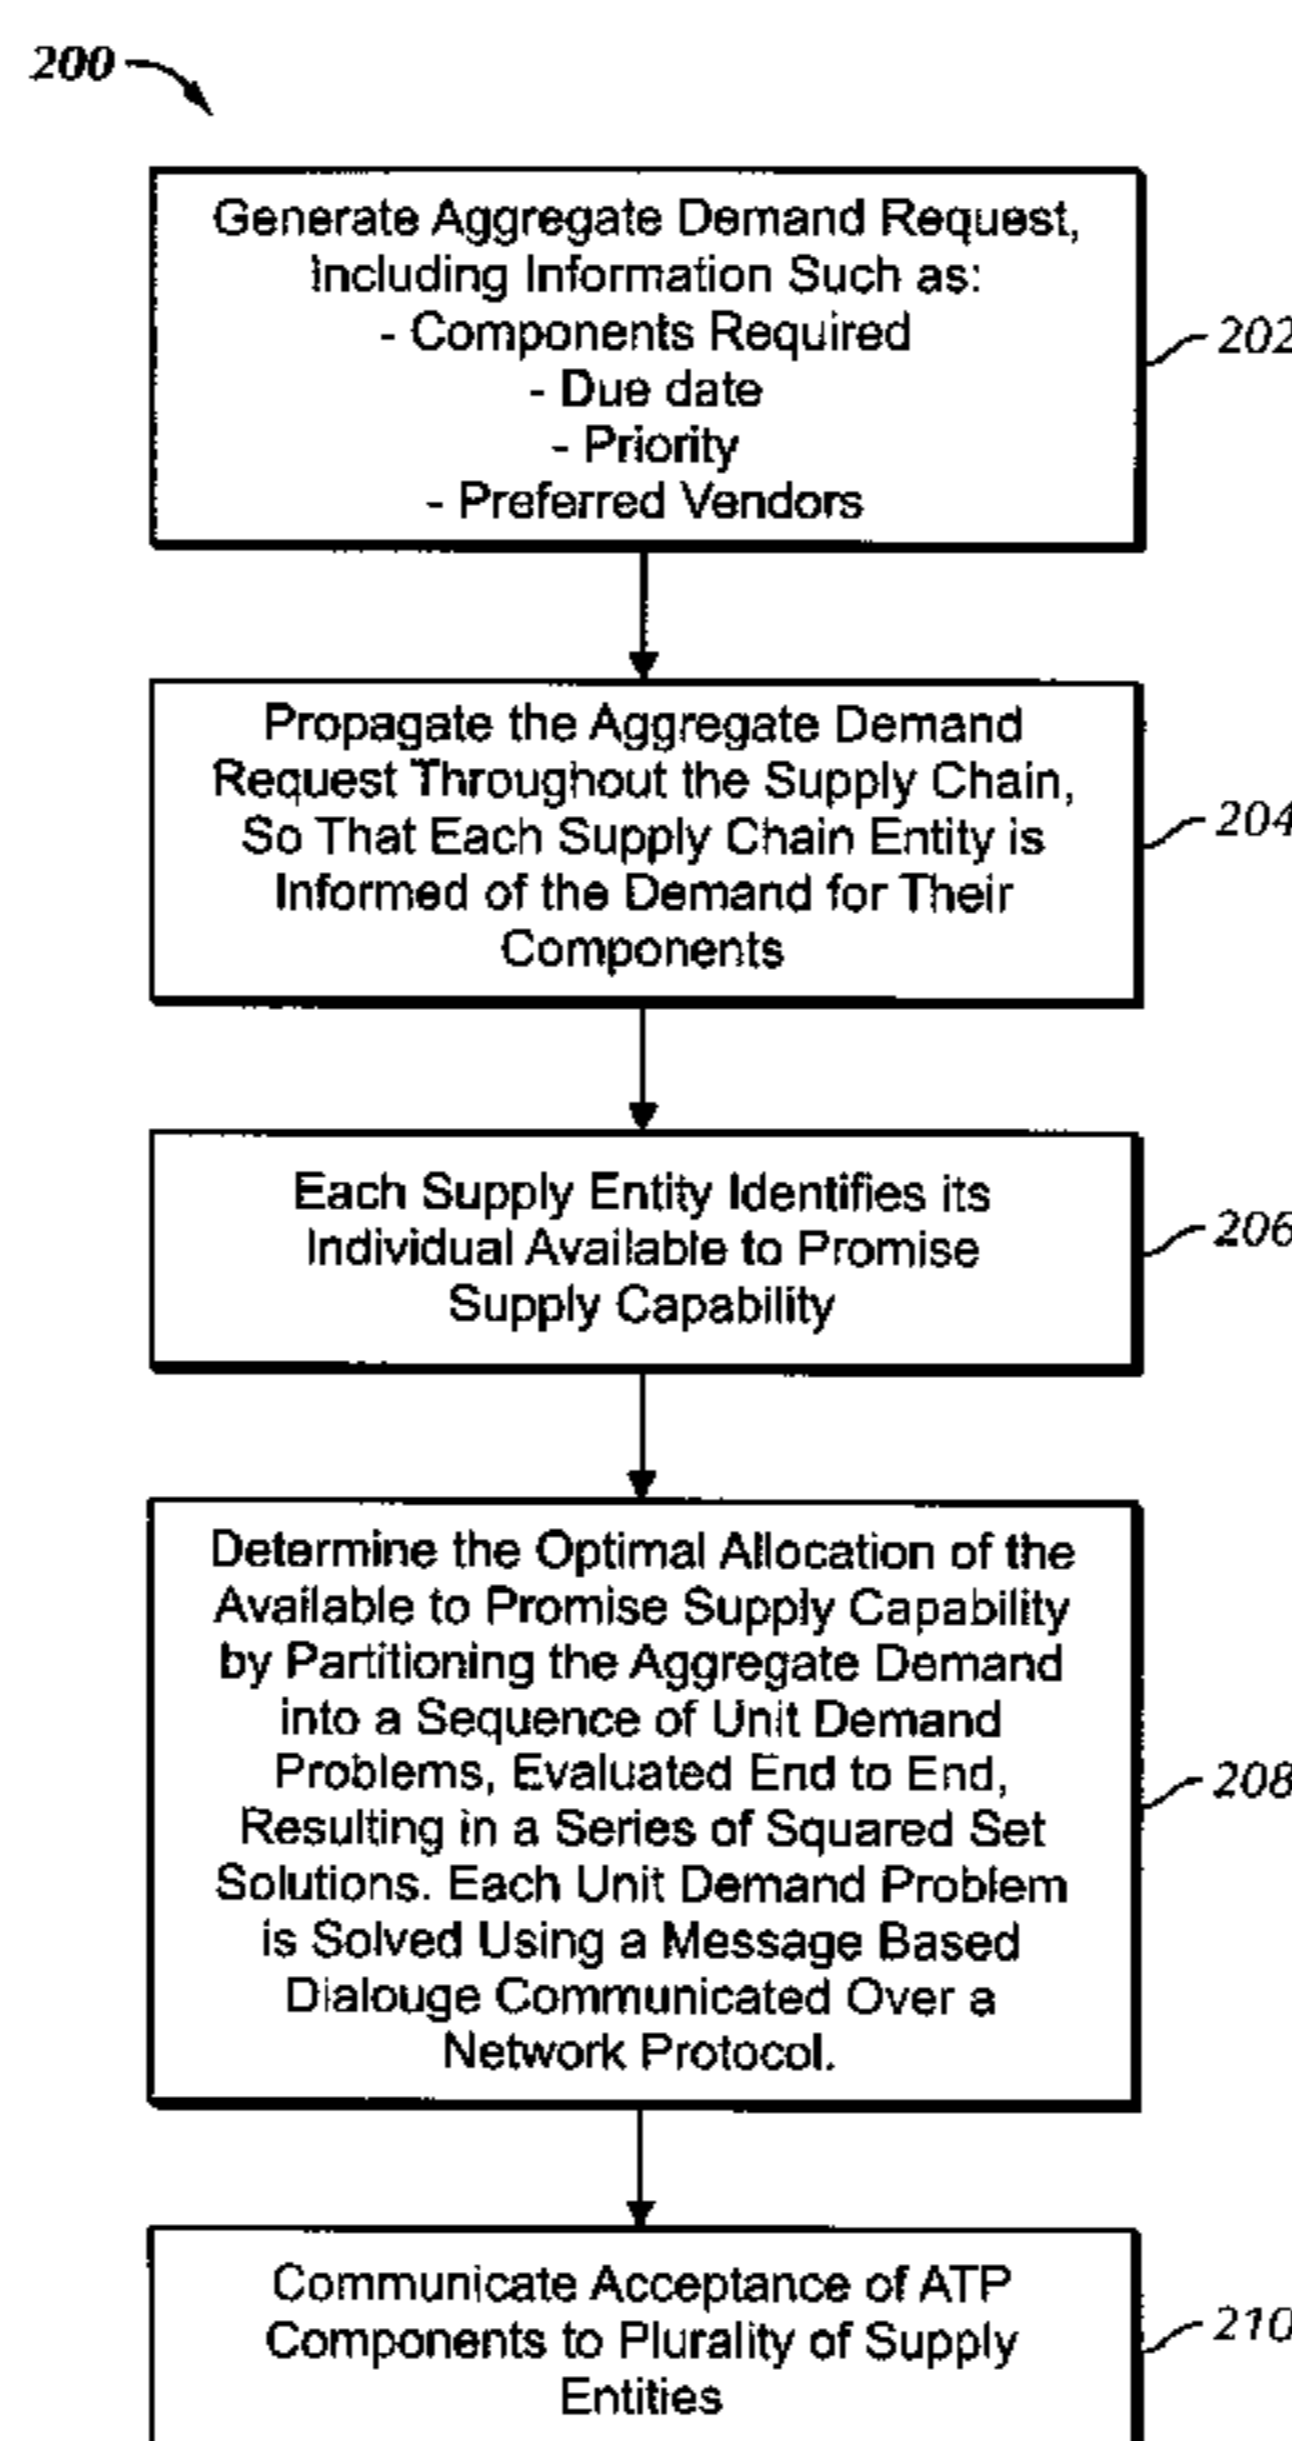 200
Generate Aggregate Demand Request,
Including Information Such as:
- Components Required
- Due date
- Priority
- Preferred Vendors
202
Propagate the Aggregate Demand
Request Throughout the Supply Chain,
So That Each Supply Chain Entity is
Informed of the Demand for Their
Components
204
Each Supply Entity Identifies its
Individual Available to Promise
Supply Capability
206
Determine the Optimal Allocation of the
Available to Promise Supply Capability
by Partitioning the Aggregate Demand
into a Sequence of Unit Demand
Problems, Evaluated End to End,
Resulting in a Series of Squared Set
Solutions. Each Unit Demand Problem
is Solved Using a Message Based
Dialouge Communicated Over a
Network Protocol.
208
Communicate Acceptance of ATP
Components to Plurality of Supply
Entities
210